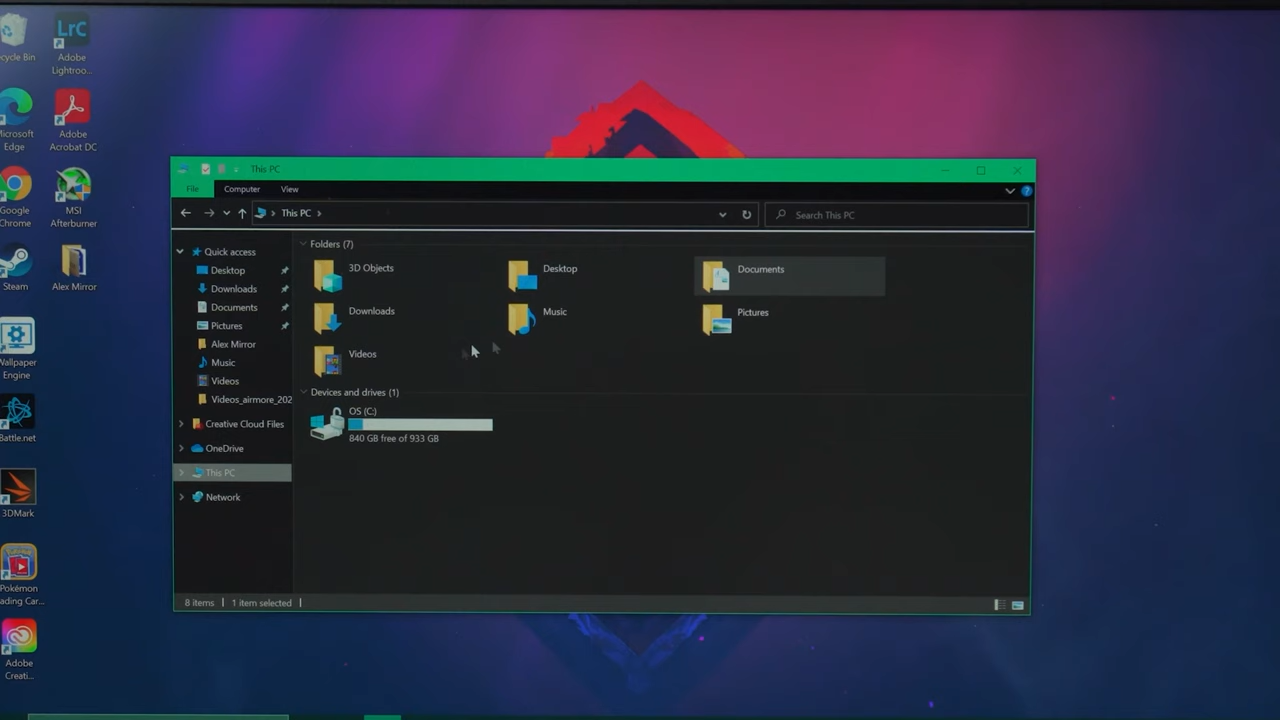 LrC
ecycle Bin
Adobe
Lightroo...
Microsoft
Edge
Adobe
Acrobat DC
Google
Chrome
MSI
Afterburner
Steam
Alex Mirror
Wallpaper
Engine
Battle.net
3DMark
Pokémon
ading Car...
Adobe
Creati...
This PC
File
Computer
View
This PC
Search This PC
Quick access
Desktop
Downloads
Documents
Pictures
Alex Mirror
Music
Videos
Videos_airmore_202
Creative Cloud Files
OneDrive
This PC
Network
Folders (7)
3D Objects
Desktop
Documents
Downloads
Music
Pictures
Videos
Devices and drives (1)
OS (C:)
840 GB free of 933 GB
8 items
1 item selected